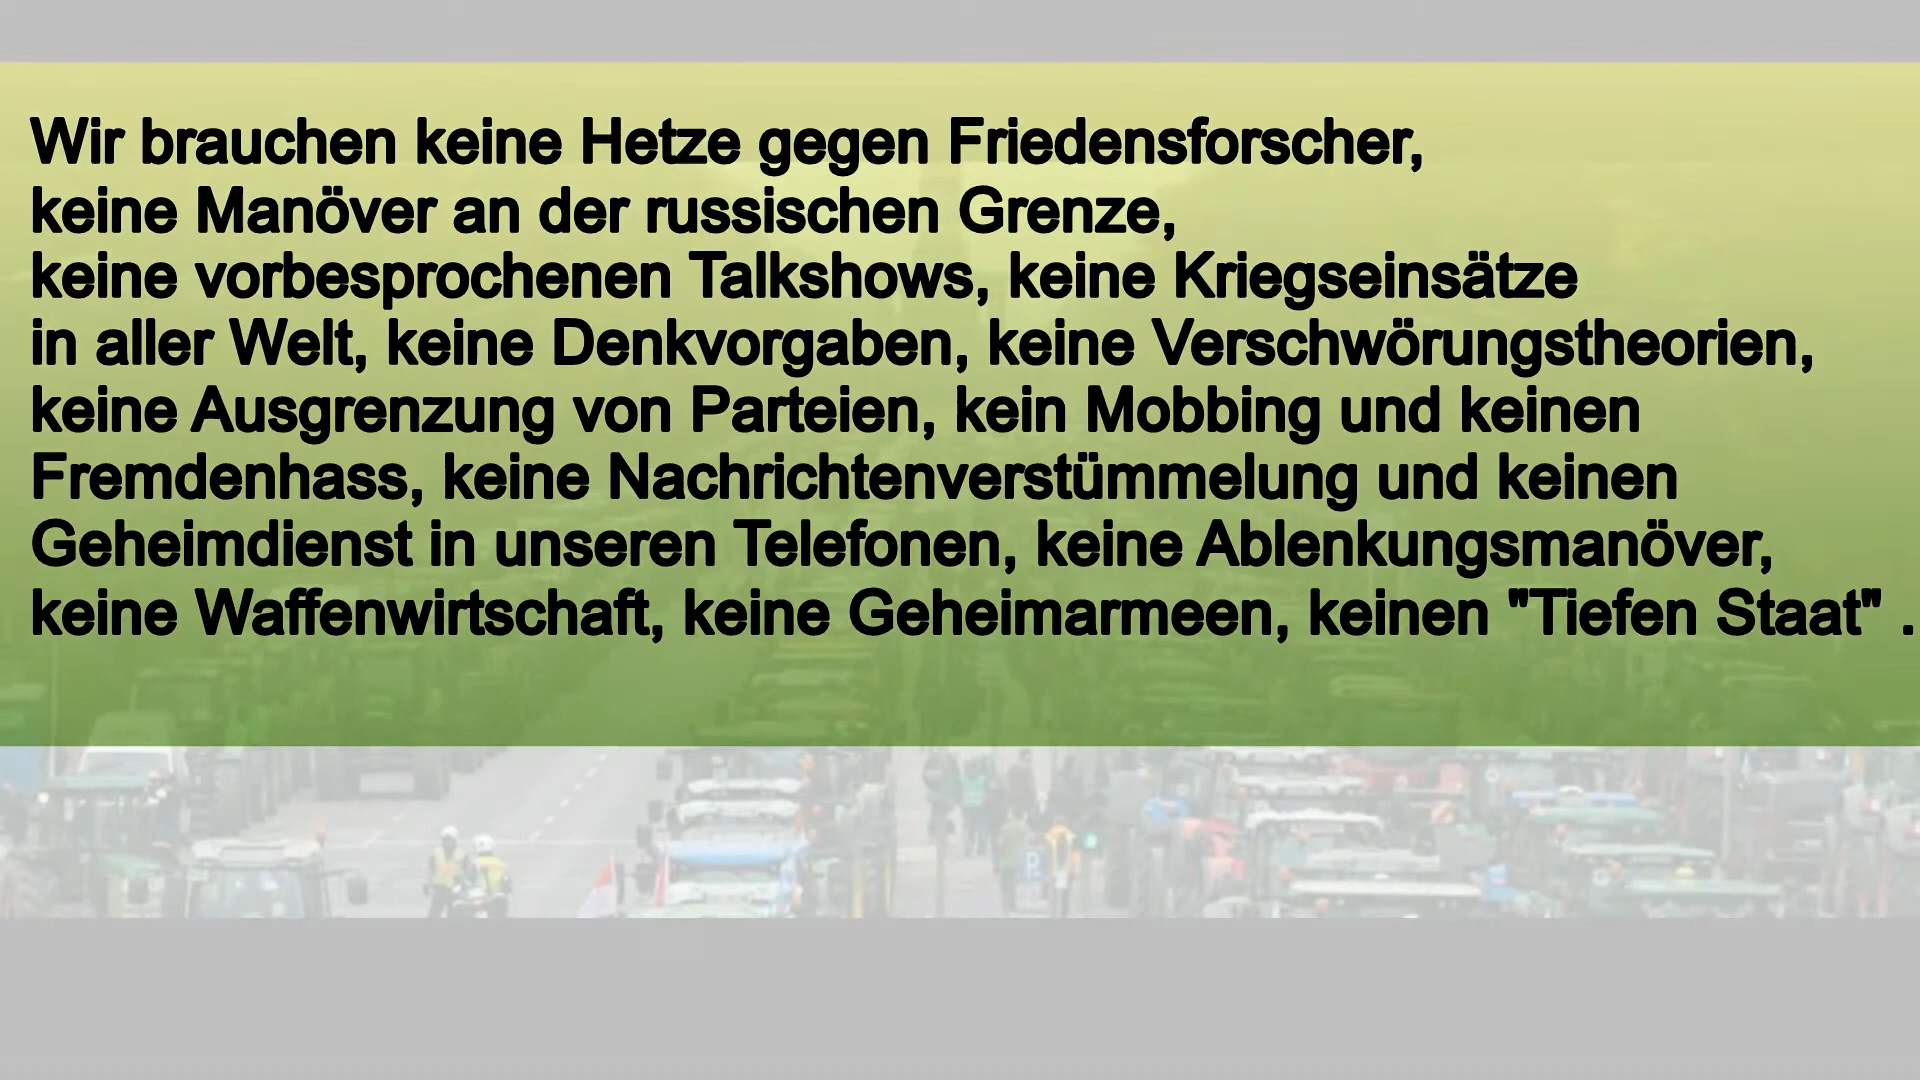 Wir brauchen keine Hetze gegen Friedensforscher,
keine Manöver an der russischen Grenze,
keine vorbesprochenen Talkshows, keine Kriegseinsätze
in aller Welt, keine Denkvorgaben, keine Verschwörungstheorien,
keine Ausgrenzung von Parteien, kein Mobbing und keinen
Fremdenhass, keine Nachrichtenverstümmelung und keinen
Geheimdienst in unseren Telefonen, keine Ablenkungsmanöver,
keine Waffenwirtschaft, keine Geheimarmeen, keinen "Tiefen Staat" .